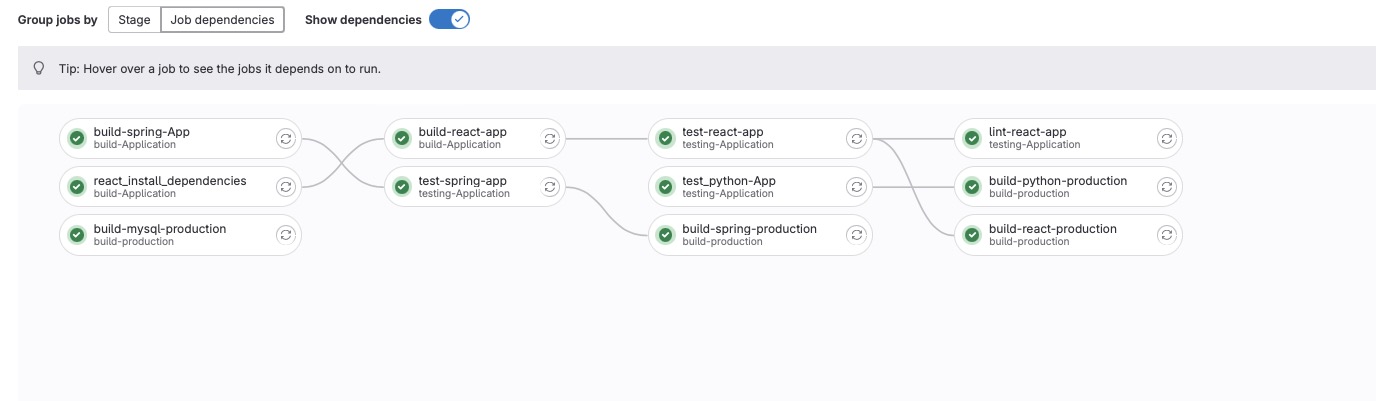 Group jobs by Stage Job dependencies Show dependencies
Tip: Hover over a job to see the jobs it depends on to run.
build-spring-App
build-Application
react_install_dependencies
build-Application
build-mysql-production
build-production
build-react-app
build-Application
test-spring-app
testing-Application
test-react-app
testing-Application
test_python-App
testing-Application
build-spring-production
build-production
lint-react-app
testing-Application
build-python-production
build-production
build-react-production
build-production